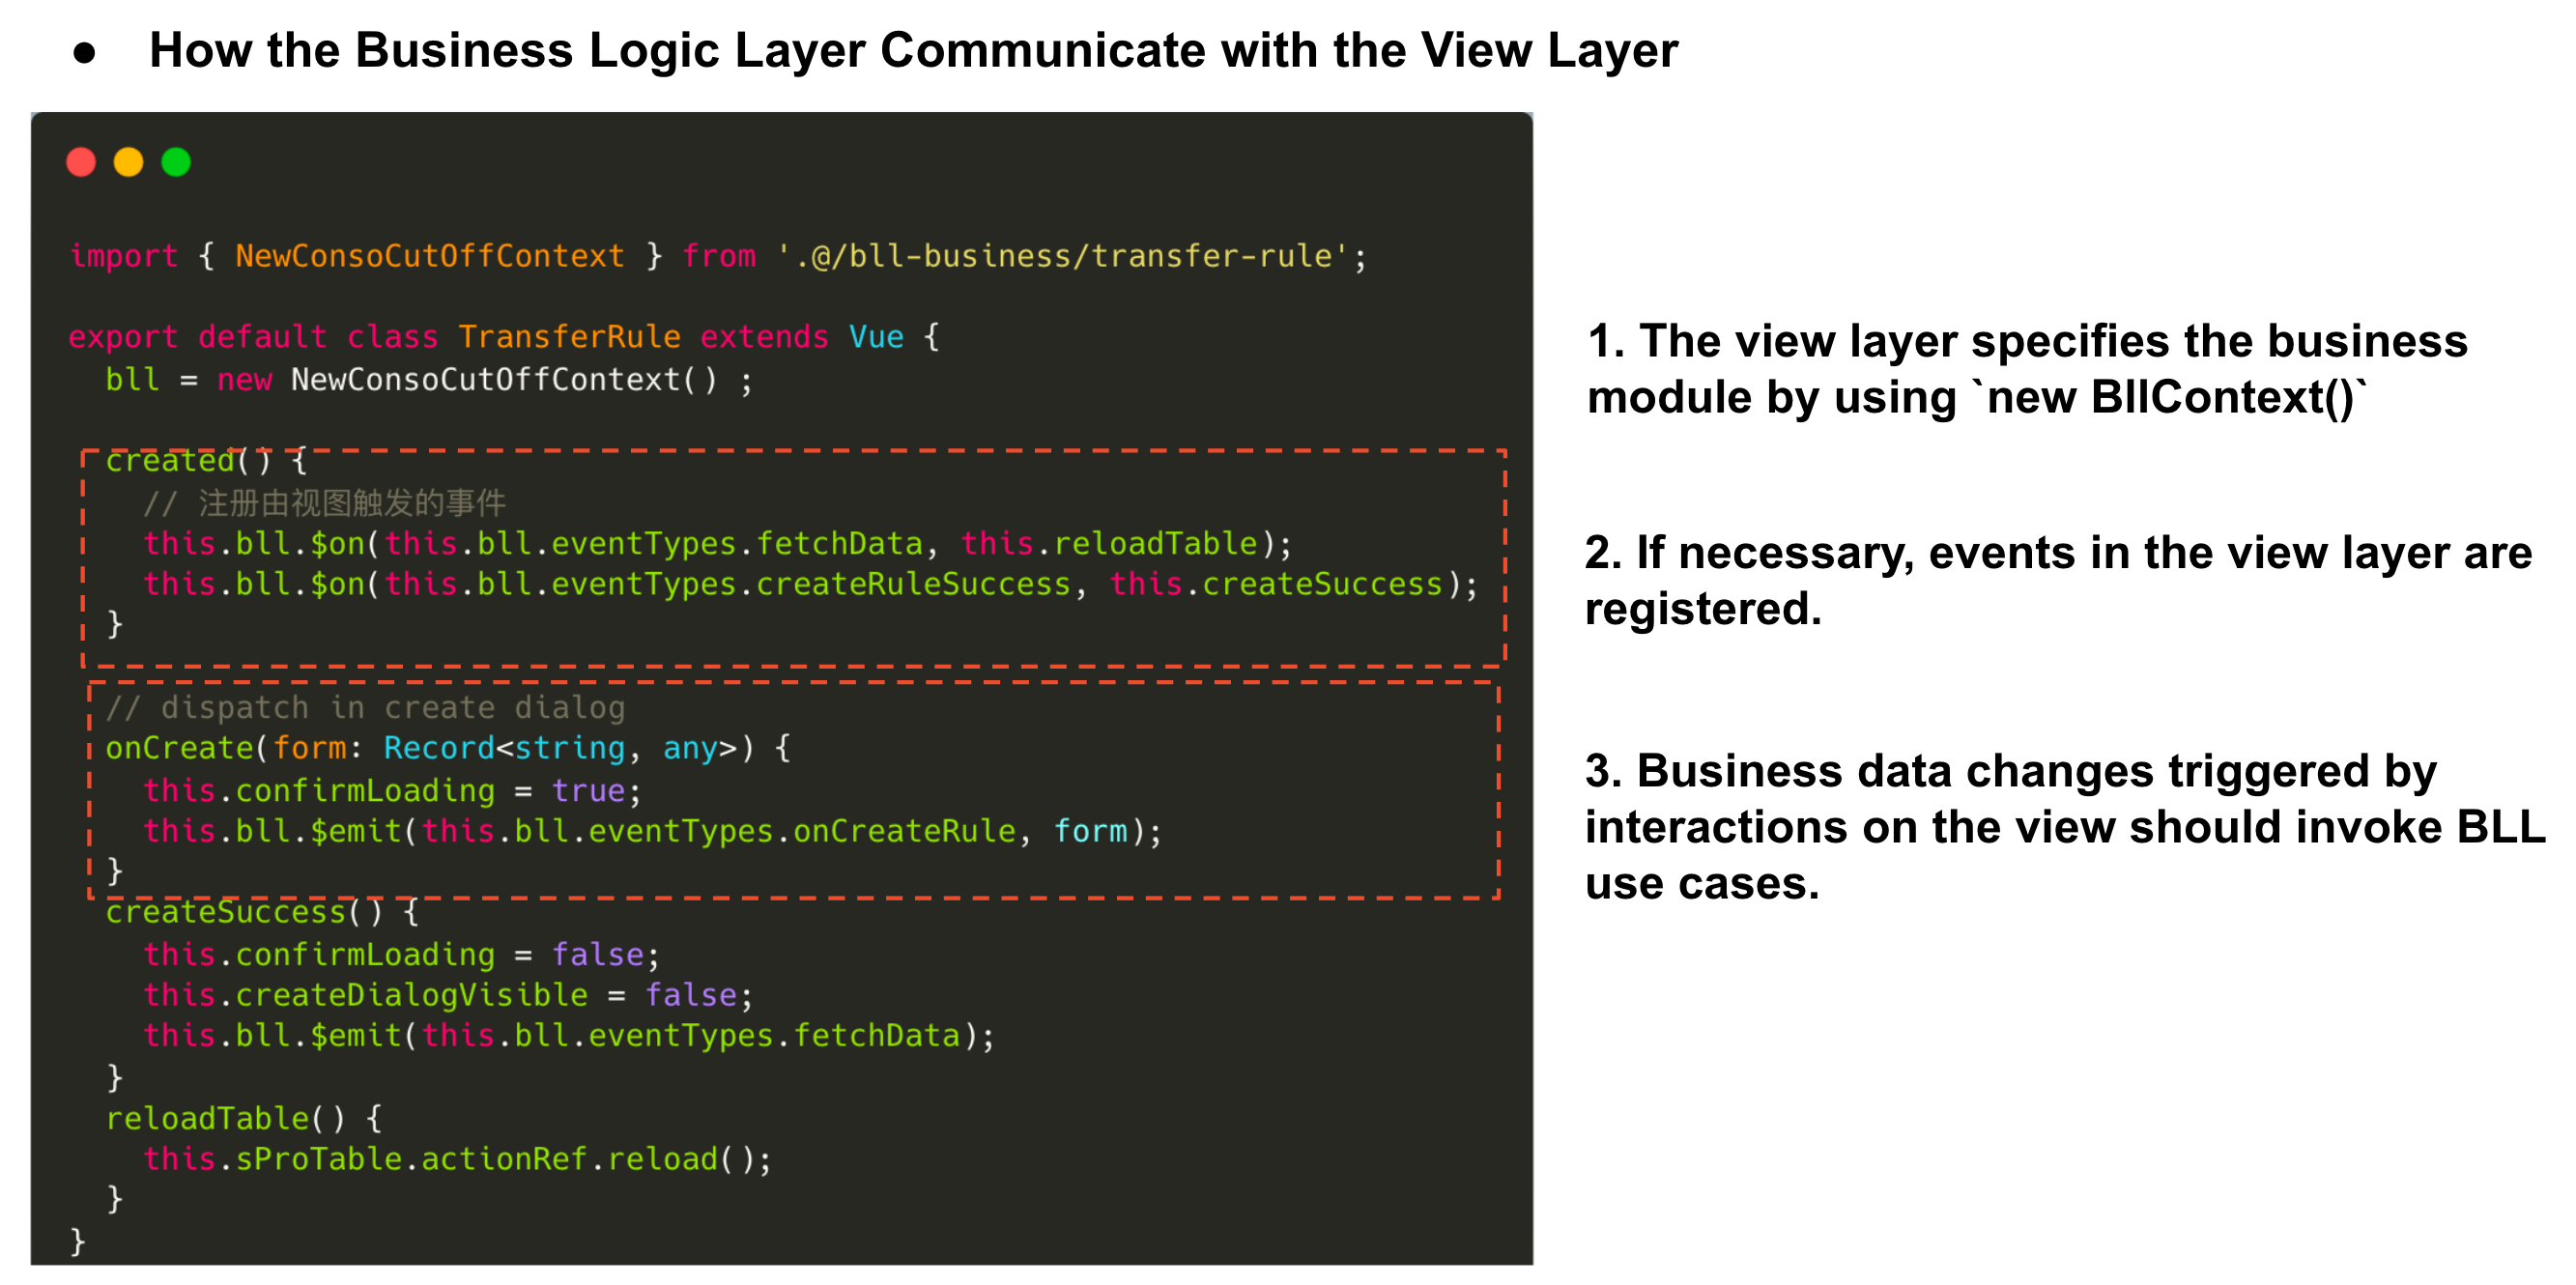 ● How the Business Logic Layer Communicate with the View Layer
import { NewConsoCutOffContext } from '.@/bll-business/transfer-rule';
export default class TransferRule extends Vue {
bll = new NewConsoCutOffContext() ;
created() {
// 注册由视图触发的事件
this.bll.$on(this.bll.eventTypes.fetchData, this.reloadTable);
this.bll.$on(this.bll.eventTypes.createRuleSuccess, this.createSuccess);
}
// dispatch in create dialog
onCreate(form: Record<string, any>) {
this.confirmLoading = true;
this.bll.$emit(this.bll.eventTypes.onCreateRule, form);
}
createSuccess() {
this.confirmLoading = false;
this.createDialogVisible = false;
this.bll.$emit(this.bll.eventTypes.fetchData);
}
reloadTable() {
this.sProTable.actionRef.reload();
}
}
1. The view layer specifies the business
module by using `new BllContext()`
2. If necessary, events in the view layer are
registered.
3. Business data changes triggered by
interactions on the view should invoke BLL
use cases.